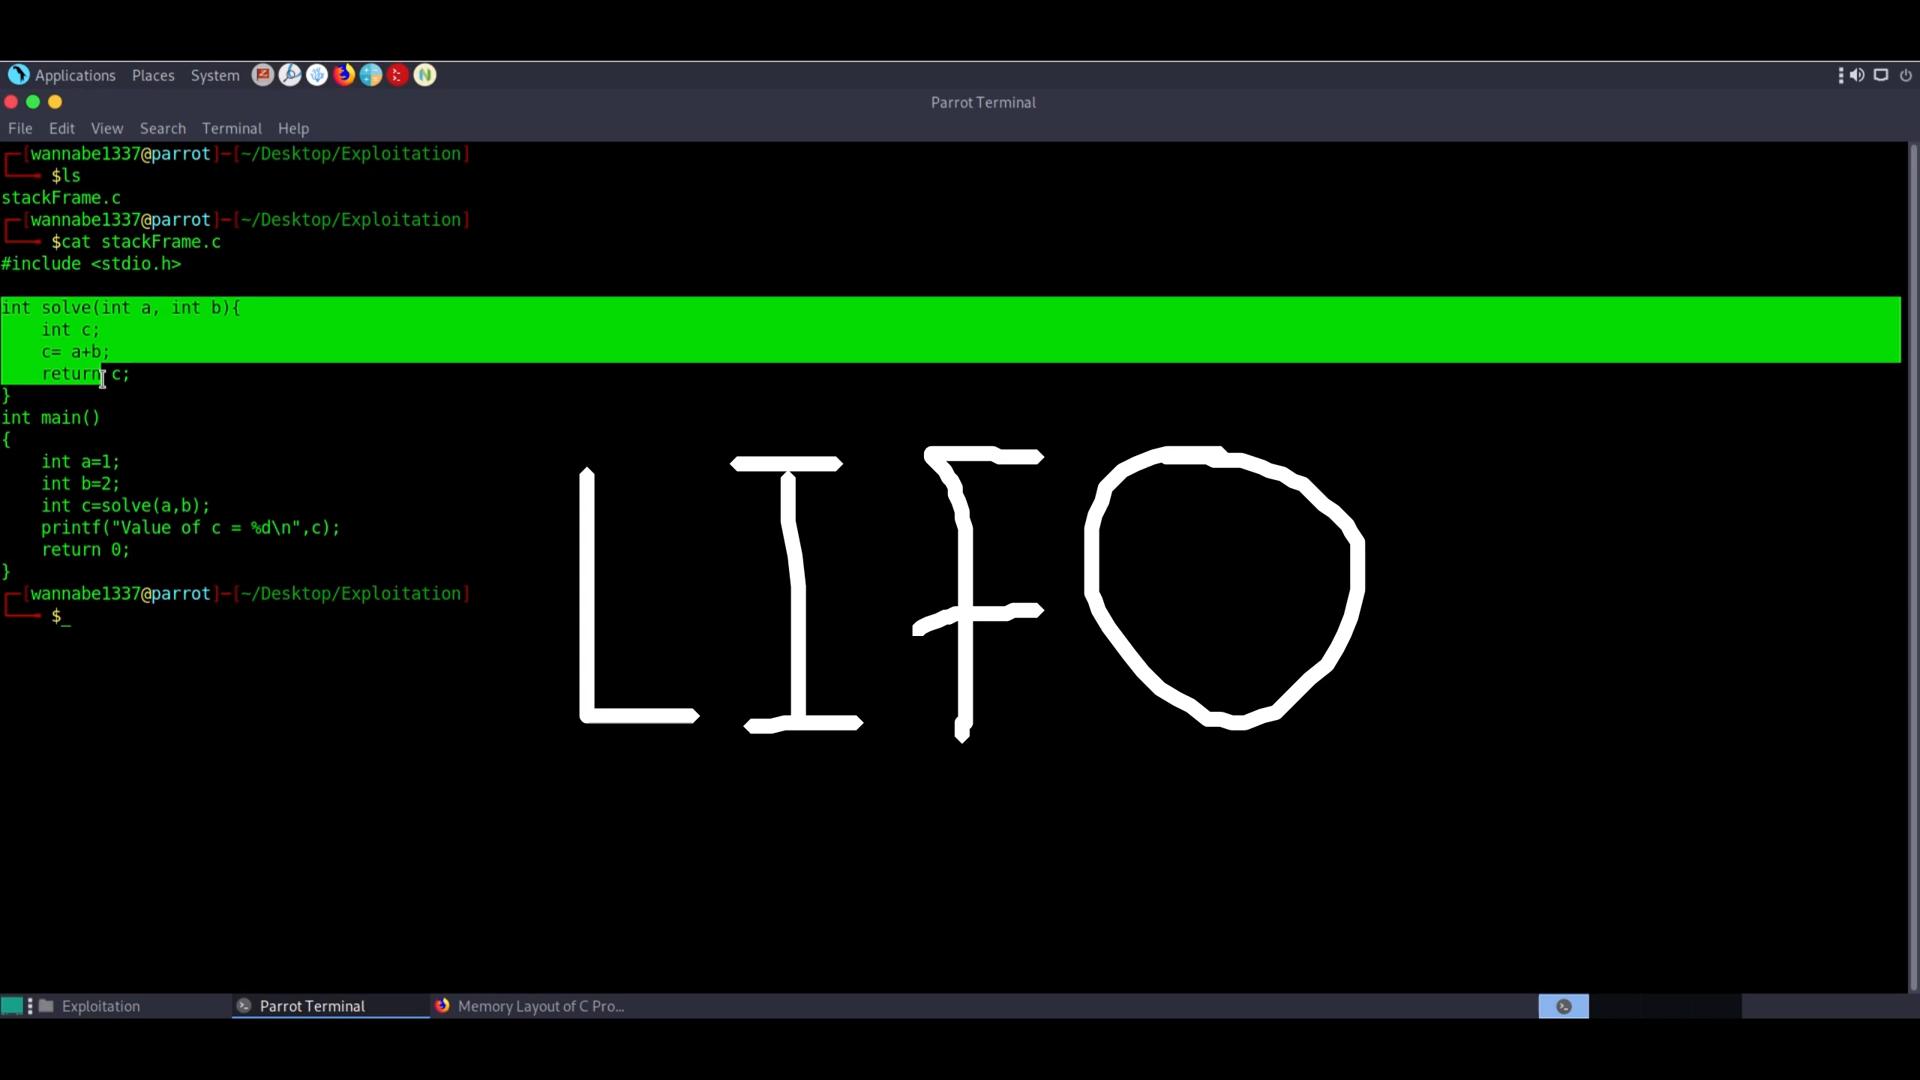 Applications Places System
Parrot Terminal
File Edit View Search Terminal Help
[wannabe1337@parrot]-[~/Desktop/Exploitation]
$ls
stackFrame.c
[wannabe1337@parrot]-[~/Desktop/Exploitation]
$cat stackFrame.c
#include <stdio.h>
int solve(int a, int b){
    int c;
    c= a+b;
    return c;
}
int main()
{
    int a=1;
    int b=2;
    int c=solve(a,b);
    printf("Value of c = %d\n",c);
    return 0;
}
[wannabe1337@parrot]-[~/Desktop/Exploitation]
$_
LIFO
Exploitation Parrot Terminal Memory Layout of C Pro...